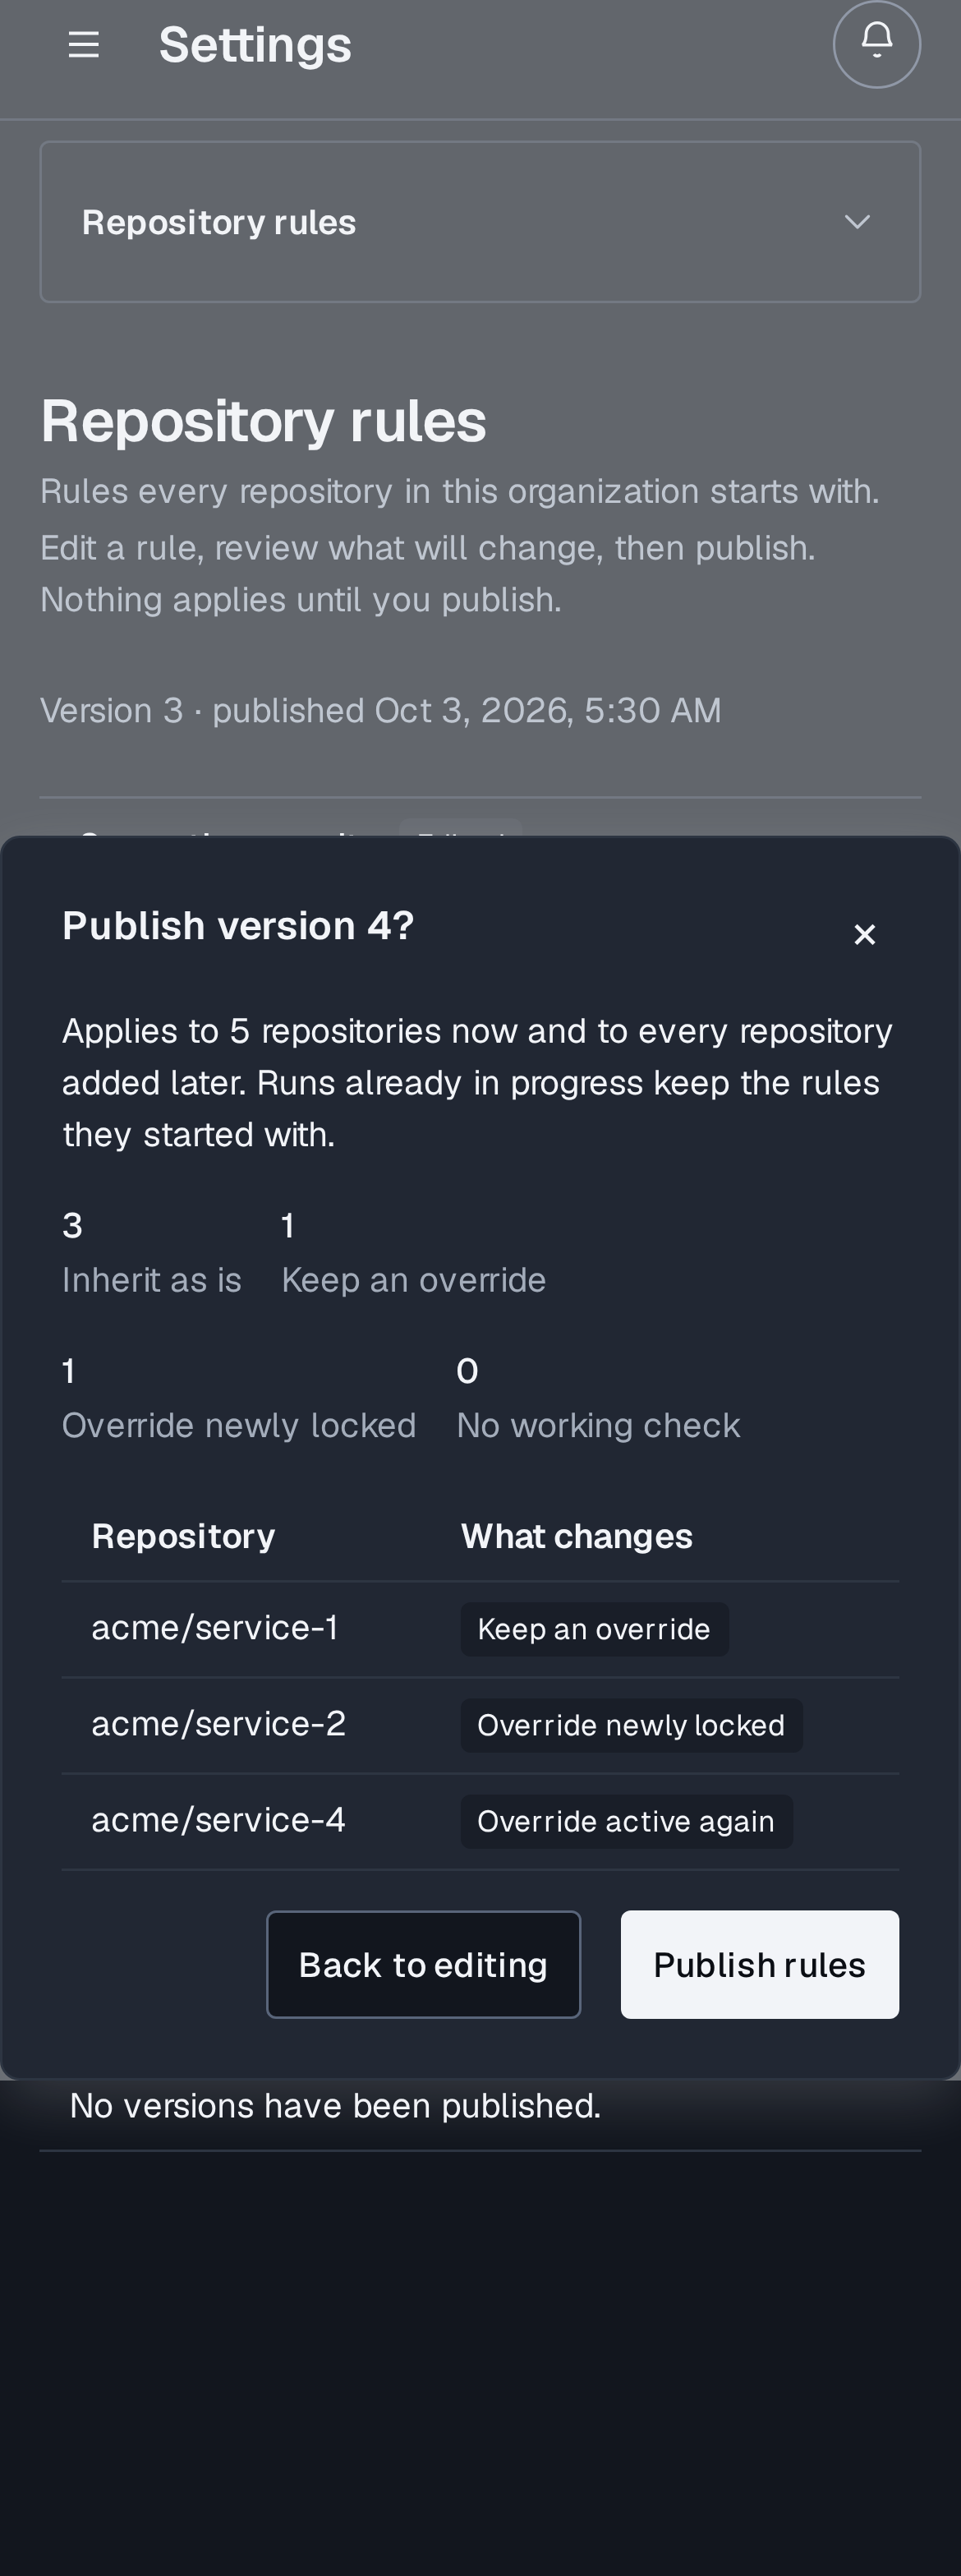 Settings
Repository rules
Repository rules
Rules every repository in this organization starts with.
Edit a rule, review what will change, then publish.
Nothing applies until you publish.
Version 3 · published Oct 3, 2026, 5:30 AM
Publish version 4?
Applies to 5 repositories now and to every repository
added later. Runs already in progress keep the rules
they started with.
3 1
Inherit as is Keep an override
1 0
Override newly locked No working check
Repository What changes
acme/service-1 Keep an override
acme/service-2 Override newly locked
acme/service-4 Override active again
Back to editing Publish rules
No versions have been published.